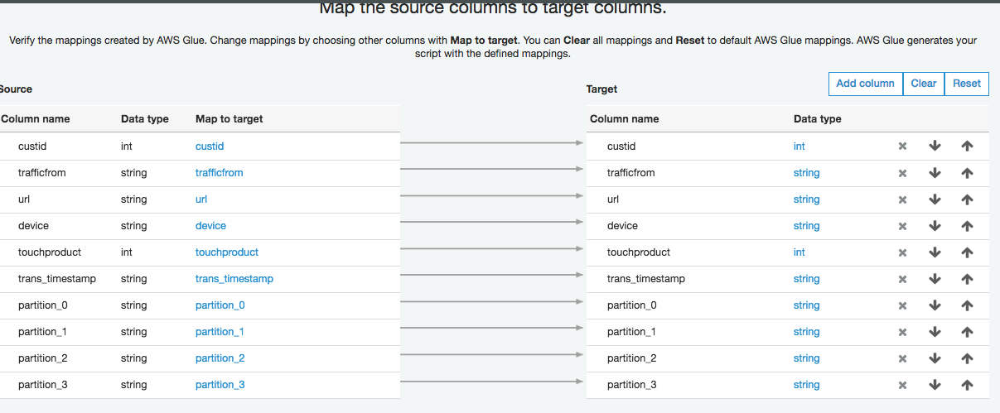 Map the source columns to target columns.
Verify the mappings created by AWS Glue. Change mappings by choosing other columns with Map to target. You can Clear all mappings and Reset to default AWS Glue mappings. AWS Glue generates your
script with the defined mappings.
Add column Clear Reset
Source Target
Column name Data type Map to target Column name Data type
custid int custid custid int
trafficfrom string trafficfrom trafficfrom string
url string url url string
device string device device string
touchproduct int touchproduct touchproduct int
trans_timestamp string trans_timestamp trans_timestamp string
partition_0 string partition_0 partition_0 string
partition_1 string partition_1 partition_1 string
partition_2 string partition_2 partition_2 string
partition_3 string partition_3 partition_3 string